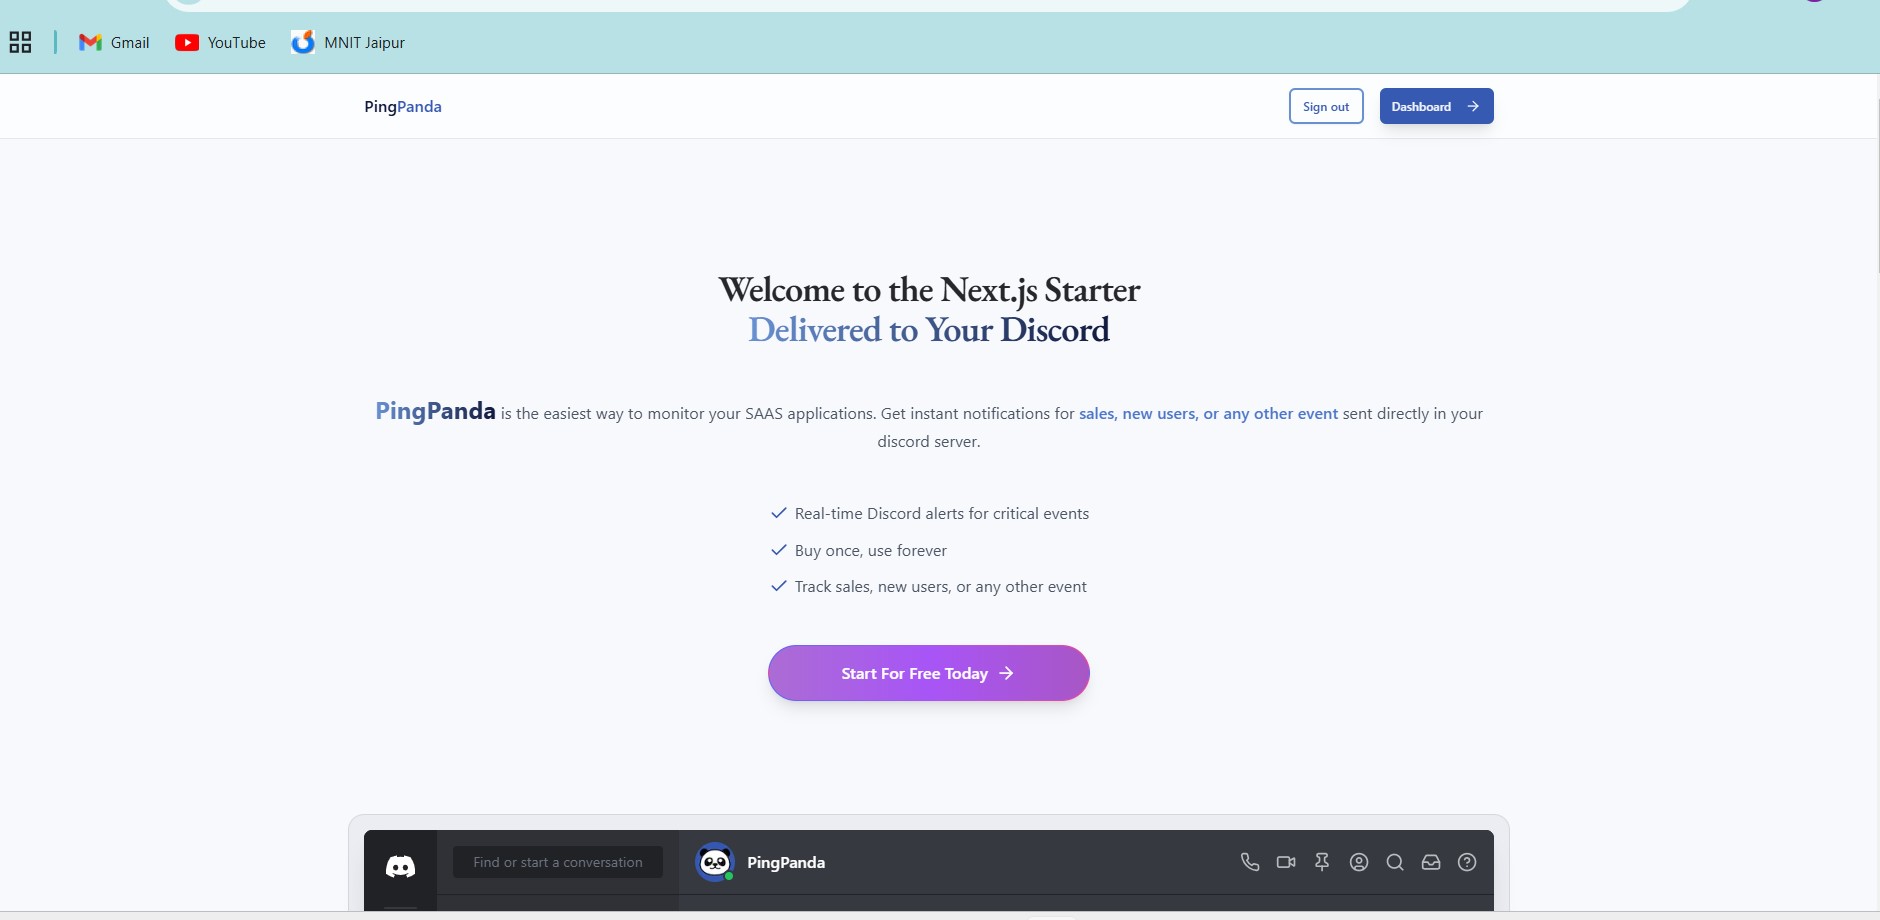 Gmail YouTube MNIT Jaipur
PingPanda Sign out Dashboard
Welcome to the Next.js Starter
Delivered to Your Discord
PingPanda is the easiest way to monitor your SAAS applications. Get instant notifications for sales, new users, or any other event sent directly in your
discord server.
Real-time Discord alerts for critical events
Buy once, use forever
Track sales, new users, or any other event
Start For Free Today
Find or start a conversation PingPanda